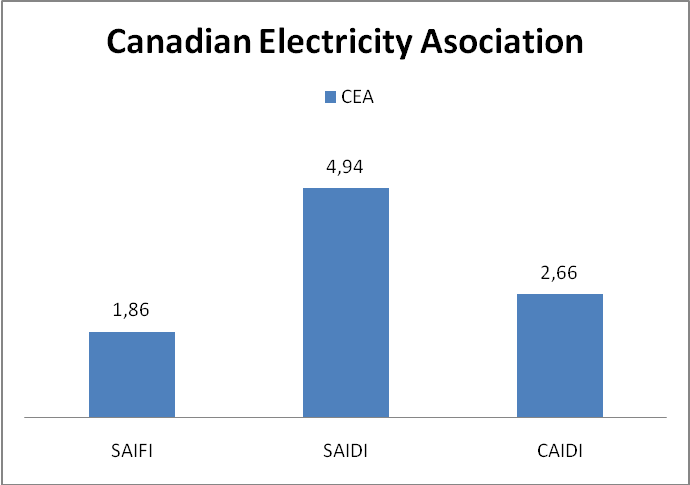 Canadian Electricity Asociation
CEA
4,94
2,66
1,86
SAIFI SAIDI CAIDI